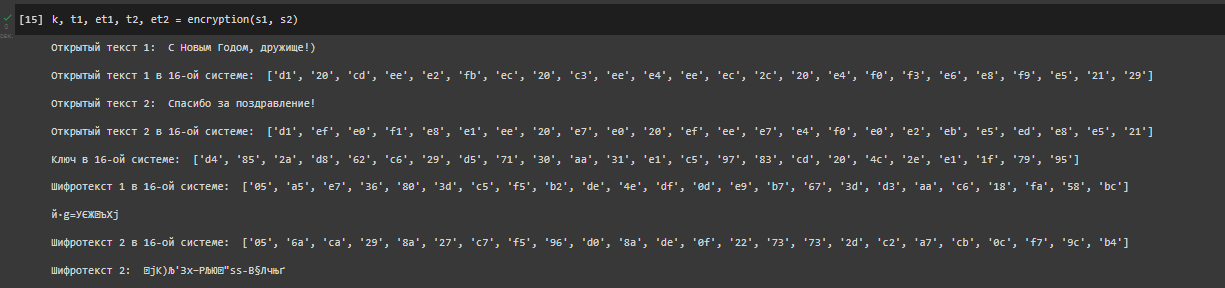 [15] k, t1, et1, t2, et2 = encryption(s1, s2)
Открытый текст 1:  С Новым Годом, дружище!)
Открытый текст 1 в 16-ой системе:  ['d1', '20', 'cd', 'ee', 'e2', 'fb', 'ec', '20', 'c3', 'ee', 'e4', 'ee', 'ec', '2c', '20', 'e4', 'f0', 'f3', 'e6', 'e8', 'f9', 'e5', '21', '29']
Открытый текст 2:  Спасибо за поздравление!
Открытый текст 2 в 16-ой системе:  ['d1', 'ef', 'e0', 'f1', 'e8', 'e1', 'ee', '20', 'e7', 'e0', '20', 'ef', 'ee', 'e7', 'e4', 'f0', 'e0', 'e2', 'eb', 'e5', 'ed', 'e8', 'e5', '21']
Ключ в 16-ой системе:  ['d4', '85', '2a', 'd8', '62', 'c6', '29', 'd5', '71', '30', 'aa', '31', 'e1', 'c5', '97', '83', 'cd', '20', '4c', '2e', 'e1', '1f', '79', '95']
Шифротекст 1 в 16-ой системе:  ['05', 'a5', 'e7', '36', '80', '3d', 'c5', 'f5', 'b2', 'de', '4e', 'df', '0d', 'e9', 'b7', '67', '3d', 'd3', 'aa', 'c6', '18', 'fa', '58', 'bc']
й·g=УЄЖъXј
Шифротекст 2 в 16-ой системе:  ['05', '6a', 'ca', '29', '8a', '27', 'c7', 'f5', '96', 'd0', '8a', 'de', '0f', '22', '73', '73', '2d', 'c2', 'a7', 'cb', '0c', 'f7', '9c', 'b4']
Шифротекст 2:  jК)Љ'Зх–РЉЮ"ss-В§Лчњґ